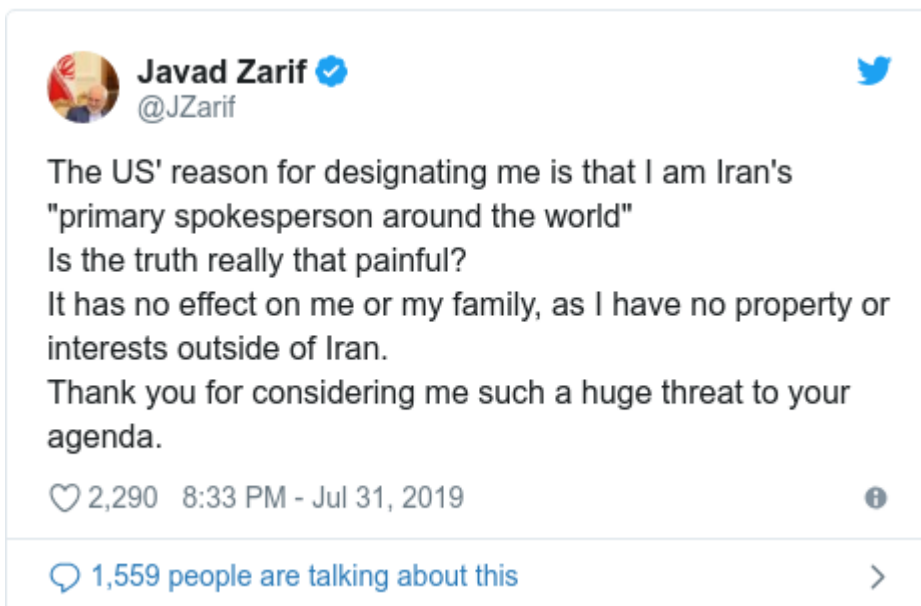 Javad Zarif
@JZarif
The US' reason for designating me is that I am Iran's
"primary spokesperson around the world"
Is the truth really that painful?
It has no effect on me or my family, as I have no property or
interests outside of Iran.
Thank you for considering me such a huge threat to your
agenda.
2,290 8:33 PM - Jul 31, 2019
1,559 people are talking about this